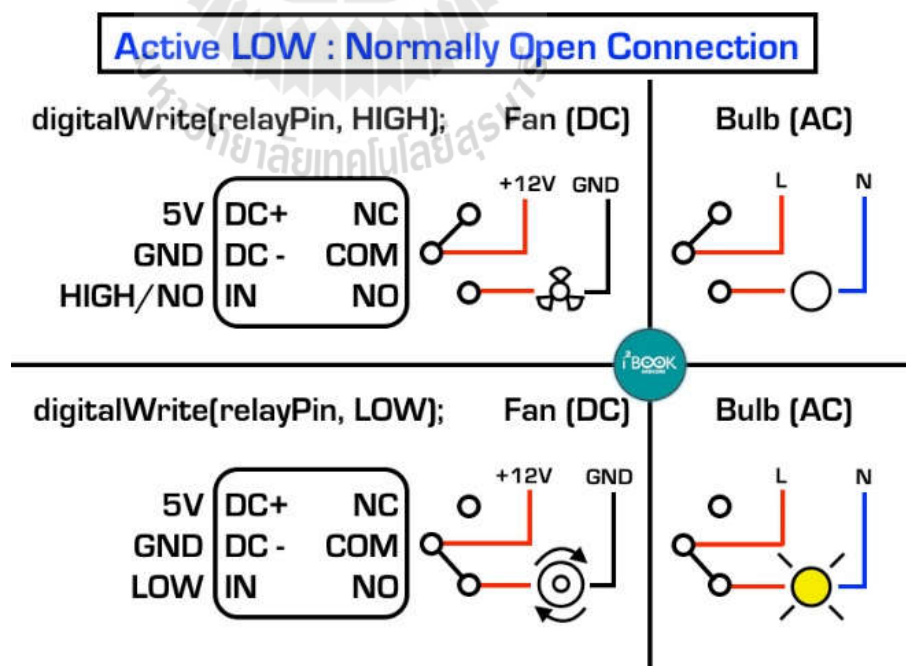 Active LOW : Normally Open Connection
digitalWrite(relayPin, HIGH);
Fan (DC)
Bulb (AC)
+12V GND
L N
5V DC+ NC
GND DC - COM
HIGH/NO IN NO
i²BOOK
digitalWrite(relayPin, LOW);
Fan (DC)
Bulb (AC)
+12V GND
L N
5V DC+ NC
GND DC - COM
LOW IN NO